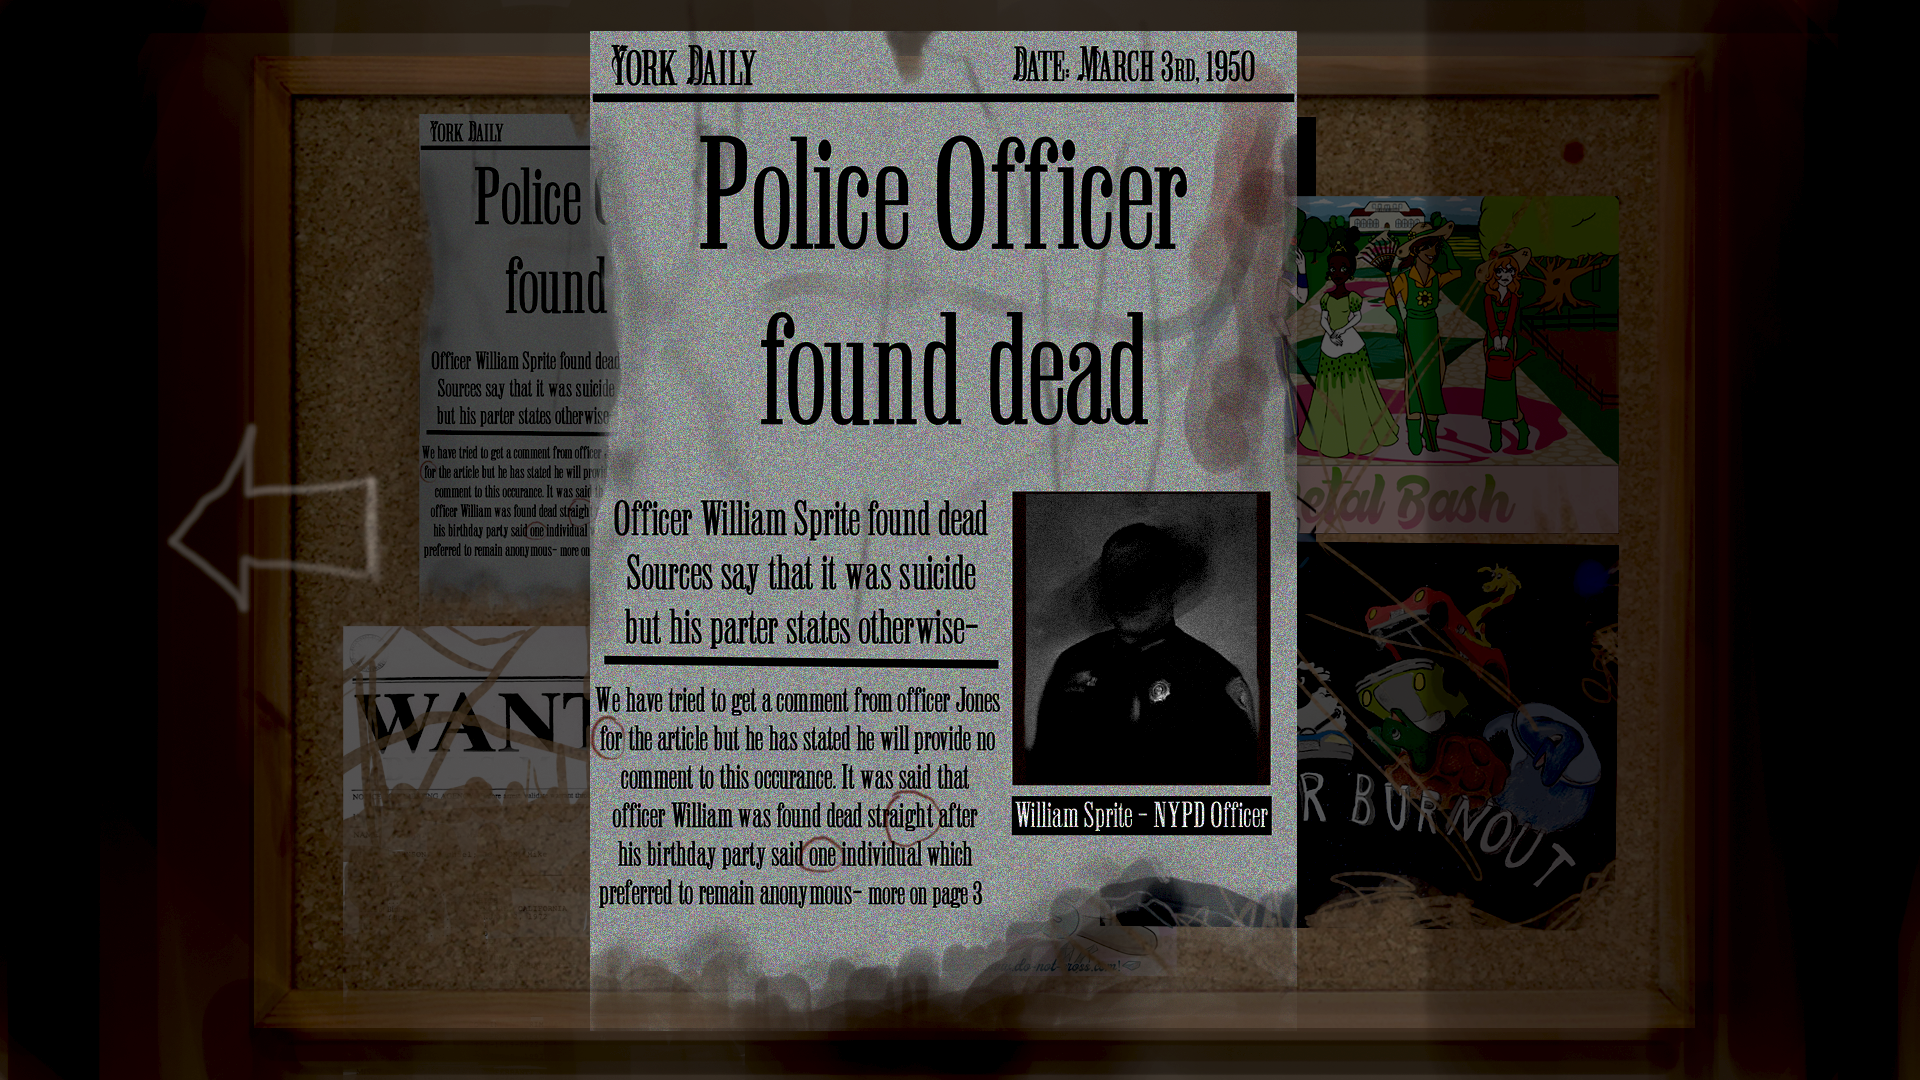 York Daily
Date: March 3rd, 1950
Police Officer
found dead
Officer William Sprite found dead
Sources say that it was suicide
but his parter states otherwise-
We have tried to get a comment from officer Jones
for the article but he has stated he will provide no
comment to this occurance. It was said that
officer William was found dead straight after
his birthday party said one individual which
preferred to remain anonymous- more on page 3
William Sprite - NYPD Officer
York Daily
Police
found
Officer William Sprite found dead
Sources say that it was suicide
but his parter states otherwise
We have tried to get a comment from
for the article but he has stated he will
comment to this occurance. It was said
officer William was found dead
his birthday party said one individual
preferred to remain anonymous- more on
WANT
etal Bash
R BURNOUT